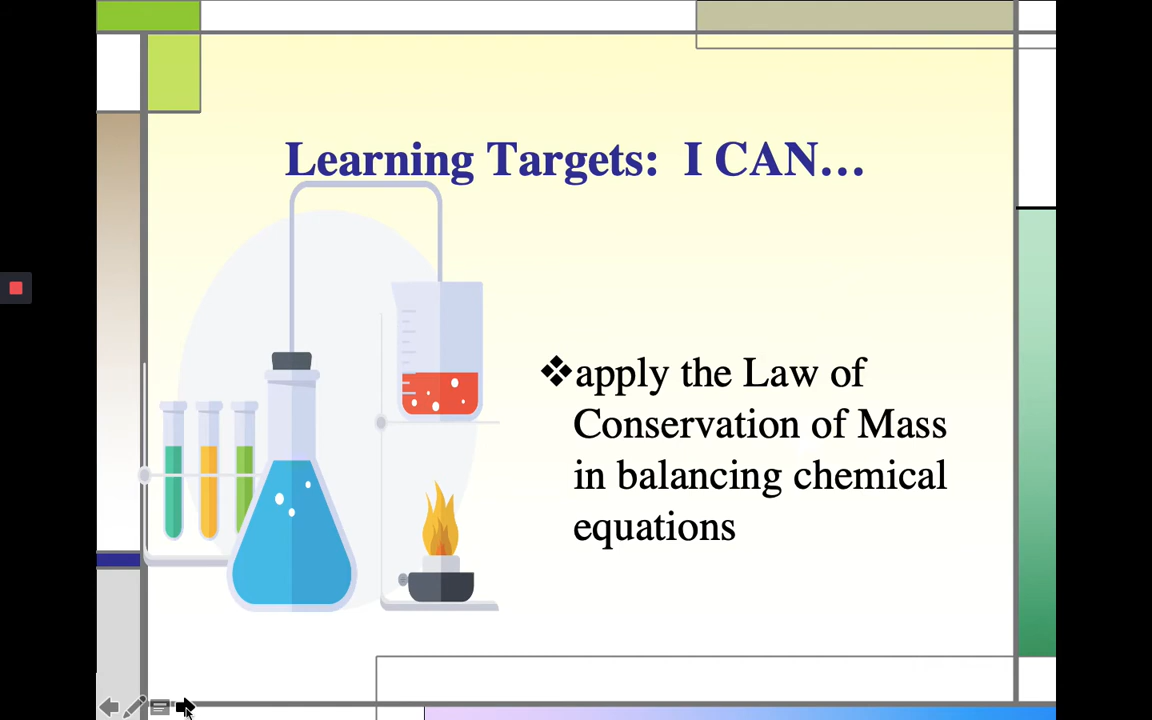 Learning Targets:  I CAN…
❖apply the Law of
Conservation of Mass
in balancing chemical
equations